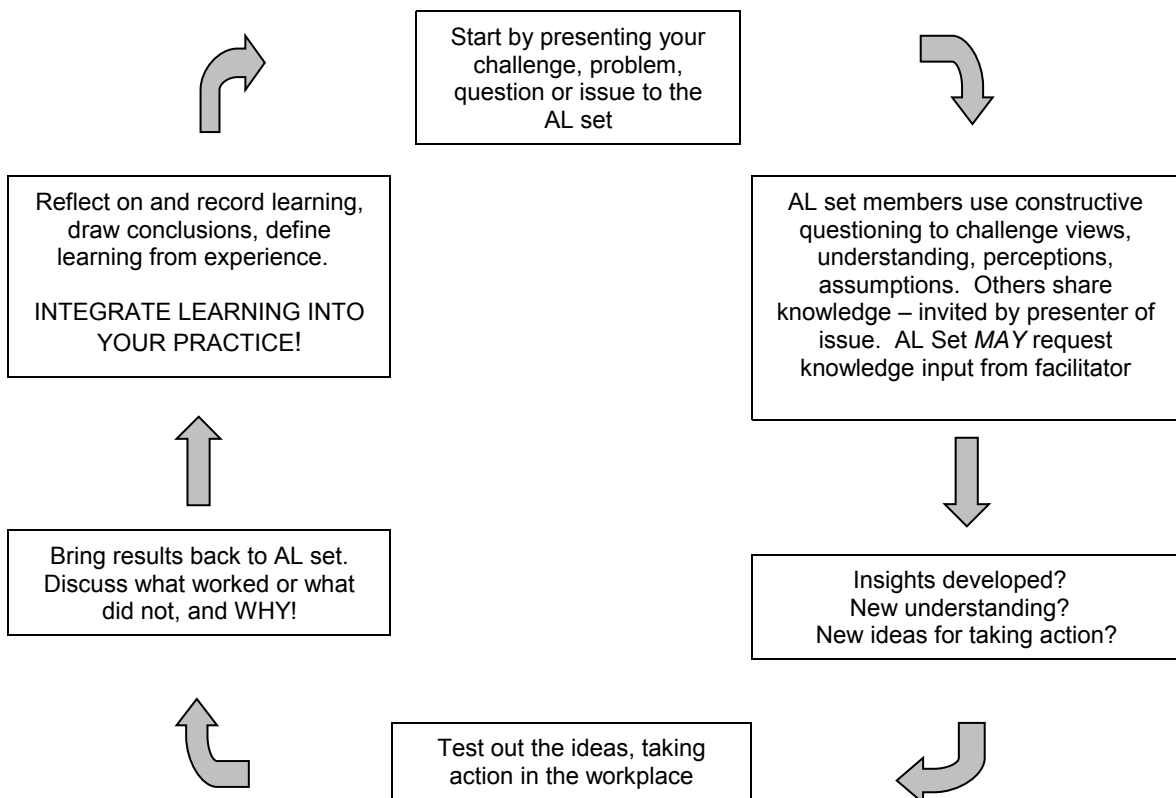 Start by presenting your
challenge, problem,
question or issue to the
AL set
AL set members use constructive
questioning to challenge views,
understanding, perceptions,
assumptions.  Others share
knowledge – invited by presenter of
issue.  AL Set MAY request
knowledge input from facilitator
Insights developed?
New understanding?
New ideas for taking action?
Test out the ideas, taking
action in the workplace
Bring results back to AL set.
Discuss what worked or what
did not, and WHY!
Reflect on and record learning,
draw conclusions, define
learning from experience.
INTEGRATE LEARNING INTO
YOUR PRACTICE!